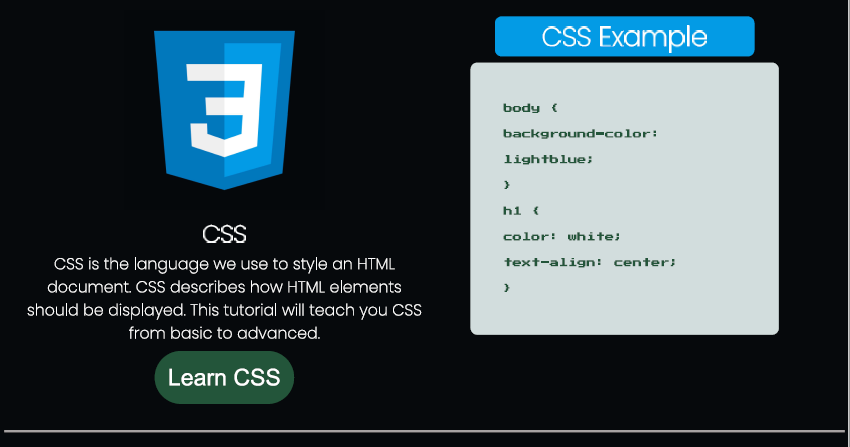 CSS
CSS is the language we use to style an HTML
document. CSS describes how HTML elements
should be displayed. This tutorial will teach you CSS
from basic to advanced.
Learn CSS
CSS Example
body {
background-color:
lightblue;
}
h1 {
color: white;
text-align: center;
}